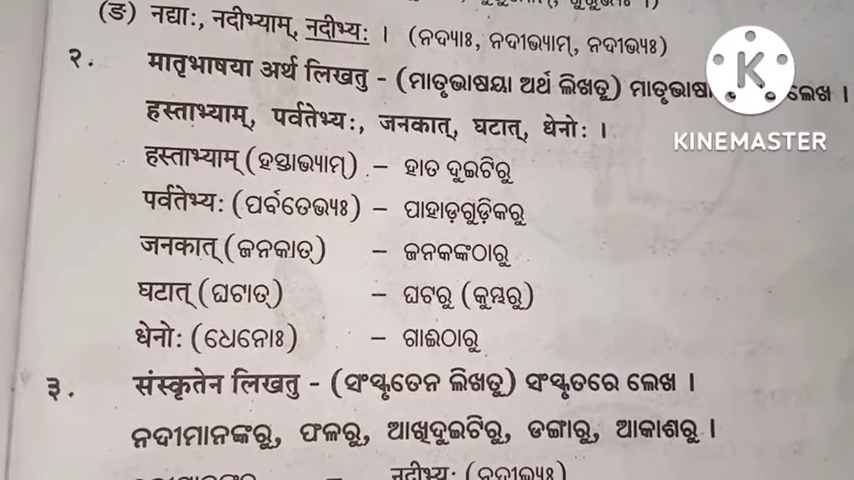 (ङ) नद्याः, नदीभ्याम्, नदीभ्यः । (ନଦ୍ୟାଃ, ନଦୀଭ୍ୟାମ୍, ନଦୀଭ୍ୟଃ)
२. मातृभाषया अर्थ लिखतु - (ମାତୃଭାଷୟା ଅର୍ଥ ଲିଖତୁ) ମାତୃଭାଷା ଲେଖ ।
हस्ताभ्याम्, पर्वतेभ्यः, जनकात्, घटात्, धेनोः ।
हस्ताभ्याम् (ହସ୍ତାଭ୍ୟାମ୍) - ହାତ ଦୁଇଟିରୁ
पर्वतेभ्यः (ପର୍ବତେଭ୍ୟଃ) - ପାହାଡ଼ଗୁଡ଼ିକରୁ
जनकात् (ଜନକାତ୍) - ଜନକଙ୍କଠାରୁ
घटात् (ଘଟାତ୍) - ଘଟରୁ (କୁମ୍ଭରୁ)
धेनोः (ଧେନୋଃ) - ଗାଈଠାରୁ
३. संस्कृतेन लिखतु - (ସଂସ୍କୃତେନ ଲିଖତୁ) ସଂସ୍କୃତରେ ଲେଖ ।
ନଦୀମାନଙ୍କରୁ, ଫଳରୁ, ଆଖିଦୁଇଟିରୁ, ଡଙ୍ଗାରୁ, ଆକାଶରୁ ।
नदीभ्यः (ନଦୀଭ୍ୟଃ)
K
KINEMASTER